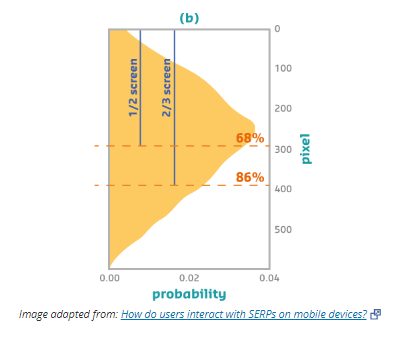 (b)
0
100
200
300
400
500
pixel
1/2 screen
2/3 screen
68%
86%
0.00 0.02 0.04
probability
Image adapted from: How do users interact with SERPs on mobile devices?